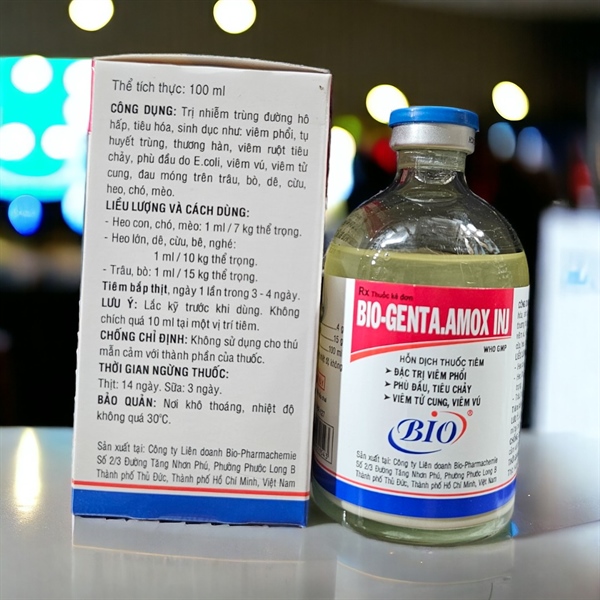 Thể tích thực: 100 ml
CÔNG DỤNG: Trị nhiễm trùng đường hô
hấp, tiêu hóa, sinh dục như: viêm phổi, tụ
huyết trùng, thương hàn, viêm ruột tiêu
chảy, phù đầu do E.coli, viêm vú, viêm tử
cung, đau móng trên trâu, bò, dê, cừu,
heo, chó, mèo.
LIỀU LƯỢNG VÀ CÁCH DÙNG:
- Heo con, chó, mèo: 1 ml / 7 kg thể trọng.
- Heo lớn, dê, cừu, bê, nghé:
1 ml / 10 kg thể trọng.
- Trâu, bò: 1 ml / 15 kg thể trọng.
Tiêm bắp thịt, ngày 1 lần trong 3 - 4 ngày.
LƯU Ý: Lắc kỹ trước khi dùng. Không
chích quá 10 ml tại một vị trí tiêm.
CHỐNG CHỈ ĐỊNH: Không sử dụng cho thú
mẫn cảm với thành phần của thuốc.
THỜI GIAN NGỪNG THUỐC:
Thịt: 14 ngày. Sữa: 3 ngày.
BẢO QUẢN: Nơi khô thoáng, nhiệt độ
không quá 30°C.
Sản xuất tại: Công ty Liên doanh Bio-Pharmachemie
Số 2/3 Đường Tăng Nhơn Phú, Phường Phước Long B
Thành phố Thủ Đức, Thành phố Hồ Chí Minh, Việt Nam
Rx Thuốc kê đơn
BIO-GENTA.AMOX INJ
WHO GMP
HỖN DỊCH THUỐC TIÊM
ĐẶC TRỊ VIÊM PHỔI
PHÙ ĐẦU, TIÊU CHẢY
VIÊM TỬ CUNG, VIÊM VÚ
BIO®
Sản xuất tại: Công ty Liên doanh Bio-Pharmachemie
Số 2/3 Đường Tăng Nhơn Phú, Phường Phước Long B
Thành phố Thủ Đức, Thành phố Hồ Chí Minh, Việt Nam